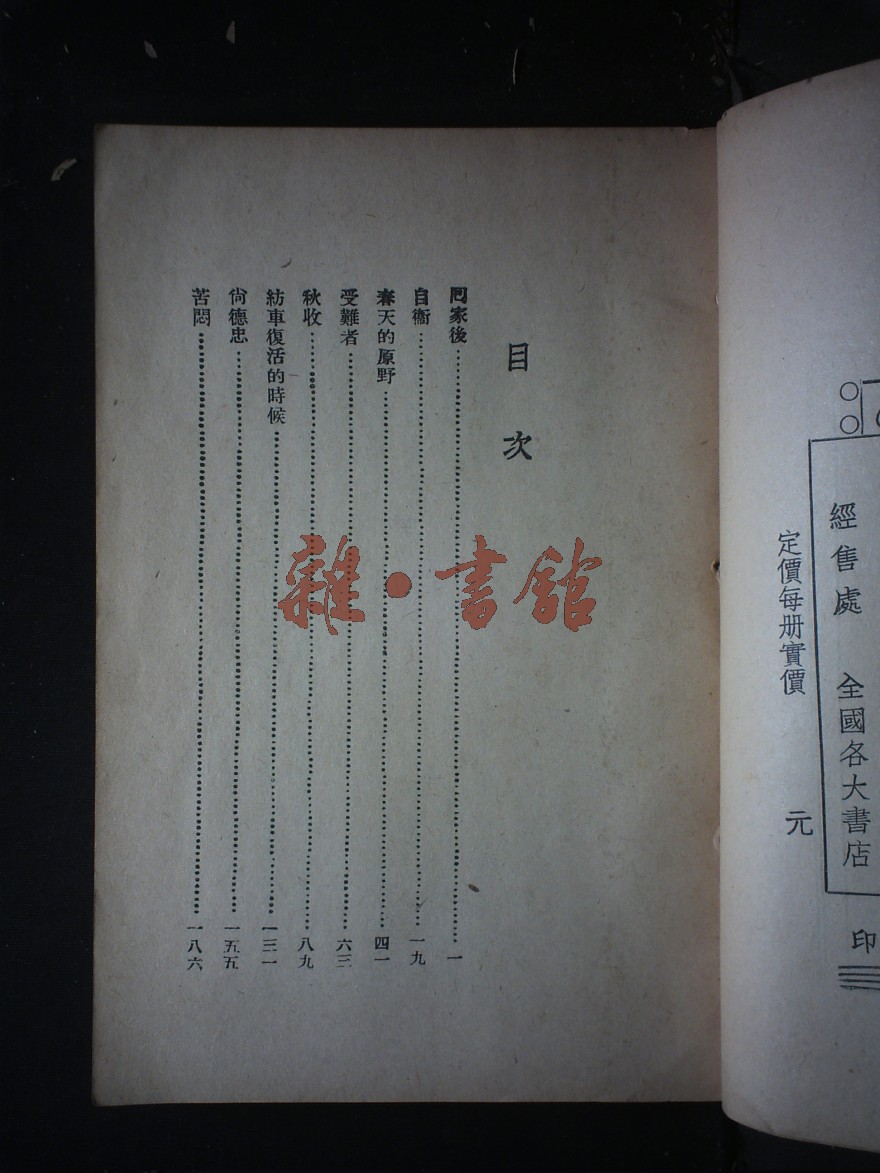 經售處　全國各大書店
定價每册實價　元
印
目次
囘家後……一
自衞……一九
春天的原野……四一
受難者……六三
秋收……八九
紡車復活的時候……一三一
尙德忠……一五五
苦悶……一八六
雜·書館